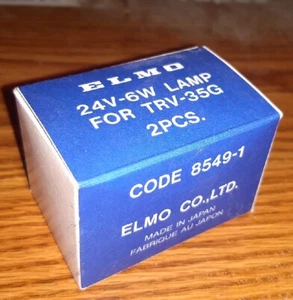 ELMO
24V-6W LAMP
FOR TRV-35G
2PCS.
CODE 8549-1
ELMO CO.,LTD.
MADE IN JAPAN
FABRIQUE AU JAPON